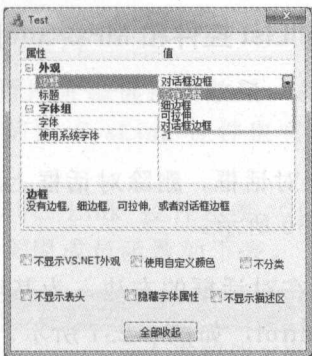 Test
属性 值
外观
对话框边框
标题
细边框
可拉伸
对话框边框
字体组
字体
使用系统字体 -1
边框
没有边框, 细边框, 可拉伸, 或者对话框边框
不显示VS.NET外观 使用自定义颜色 不分类
不显示表头 隐藏字体属性 不显示描述区
全部收起